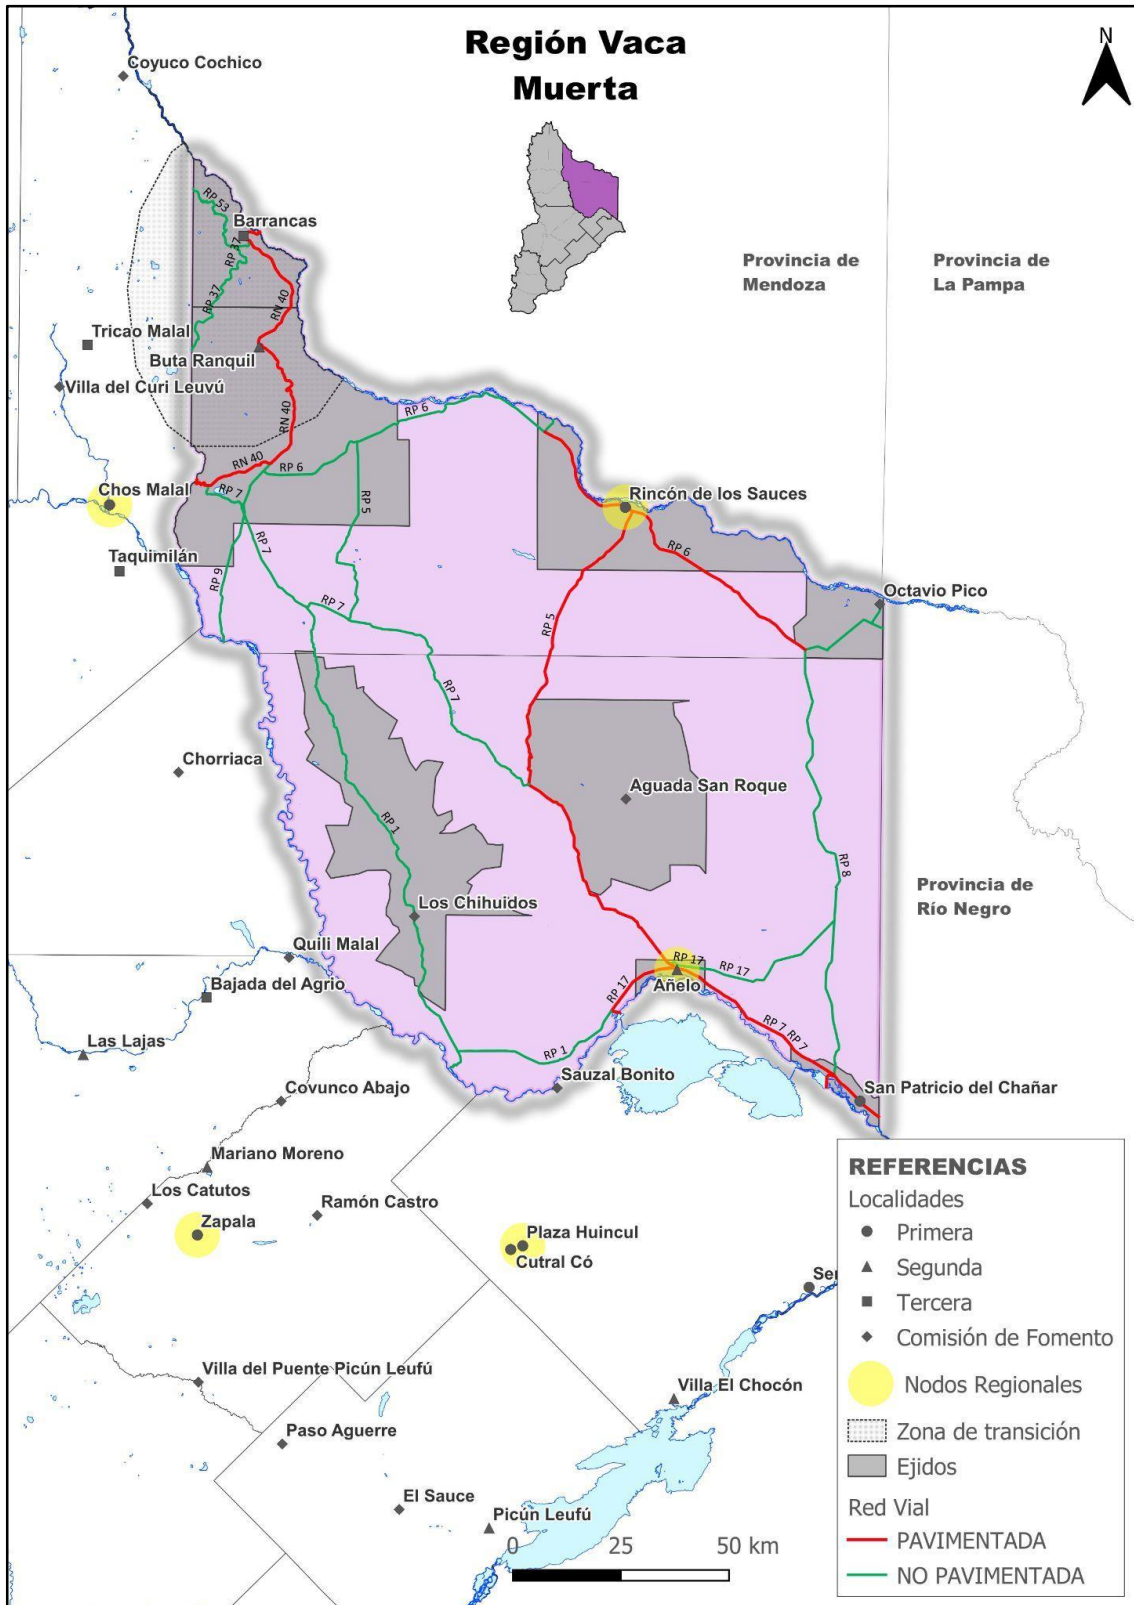 Región Vaca
Muerta
N
Coyuco Cochico
RP 53
Barrancas
RP 37
RP 37
RN 40
Provincia de
Mendoza
Provincia de
La Pampa
Tricao Malal
Buta Ranquil
Villa del Curi Leuvú
RN 40
RP 6
RN 40
RP 6
Chos Malal
RP 7
RP 5
Rincón de los Sauces
RP 7
RP 6
Taquimilán
RP 9
Octavio Pico
RP 7
RP 5
RP 7
Chorriaca
Aguada San Roque
RP 1
RP 8
Provincia de
Río Negro
Los Chihuidos
Quili Malal
RP 17
RP 17
Bajada del Agrio
Añelo
RP 17
RP 7
RP 7
Las Lajas
RP 1
Sauzal Bonito
San Patricio del Chañar
Covunco Abajo
Mariano Moreno
Los Catutos
Ramón Castro
Zapala
Plaza Huincul
Cutral Có
Sen
Villa del Puente Picún Leufú
Villa El Chocón
Paso Aguerre
El Sauce
Picún Leufú
0 25 50 km
REFERENCIAS
Localidades
Primera
Segunda
Tercera
Comisión de Fomento
Nodos Regionales
Zona de transición
Ejidos
Red Vial
PAVIMENTADA
NO PAVIMENTADA